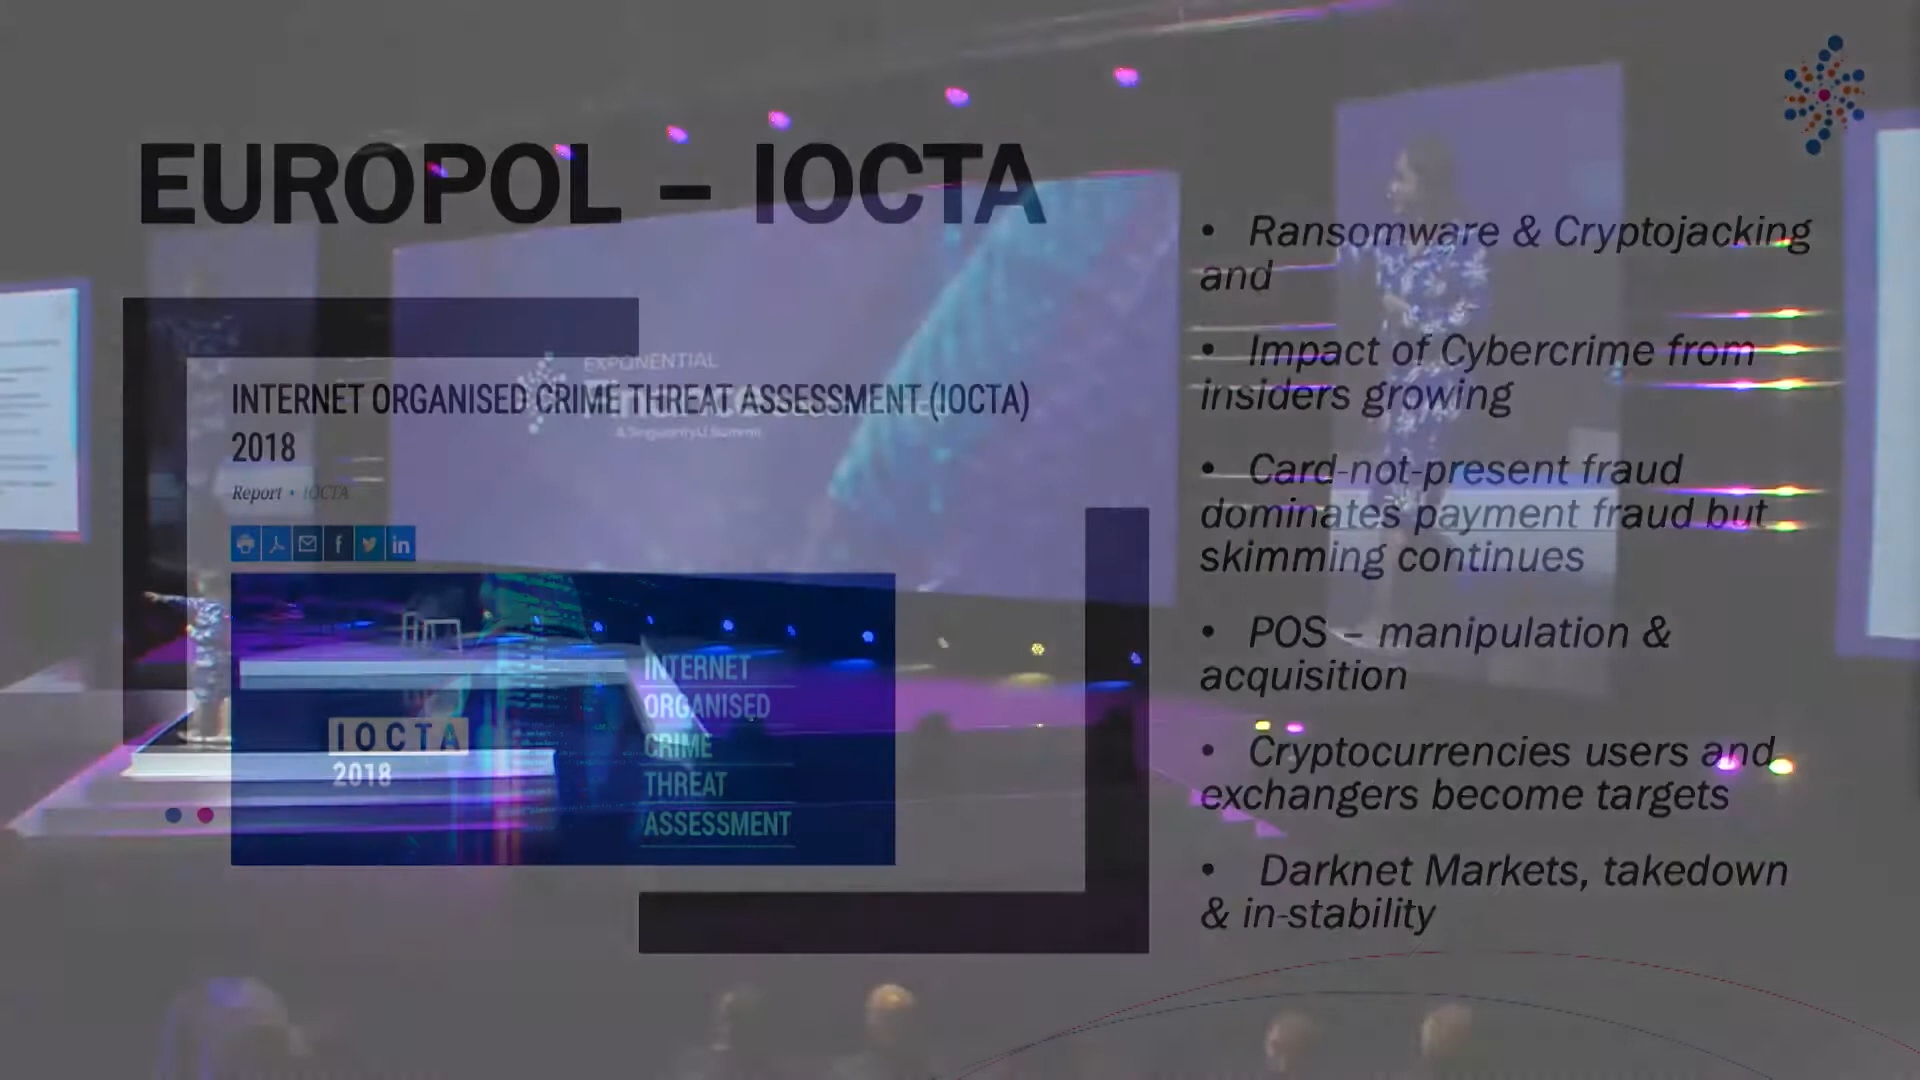 EUROPOL – IOCTA
INTERNET ORGANISED CRIME THREAT ASSESSMENT (IOCTA)
2018
Report • IOCTA
IOCTA
2018
INTERNET
ORGANISED
CRIME
THREAT
ASSESSMENT
EXPONENTIAL
A SingularityU Summit
• Ransomware & Cryptojacking
and
• Impact of Cybercrime from
insiders growing
• Card-not-present fraud
dominates payment fraud but
skimming continues
• POS – manipulation &
acquisition
• Cryptocurrencies users and
exchangers become targets
• Darknet Markets, takedown
& in-stability